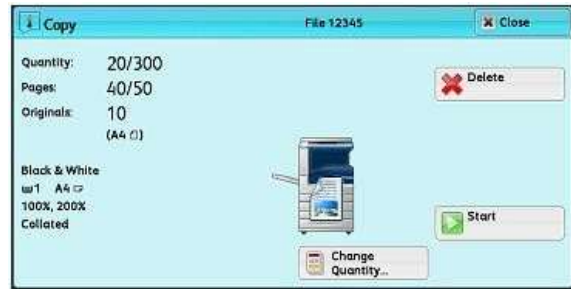 Copy
File 12345
Close
Quantity: 20/300
Pages: 40/50
Originals: 10
(A4)
Delete
Black & White
1 A4
100%, 200%
Collated
Start
Change
Quantity...